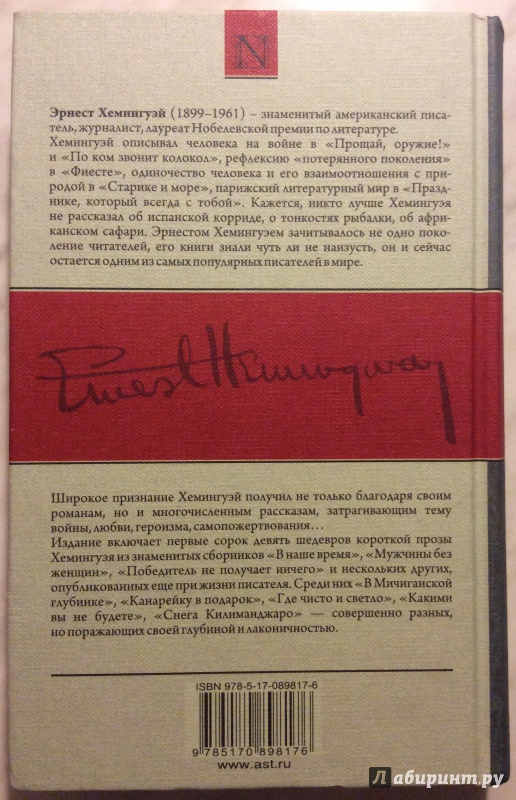 N
Эрнест Хемингуэй (1899–1961) – знаменитый американский писа-
тель, журналист, лауреат Нобелевской премии по литературе.
Хемингуэй описывал человека на войне в «Прощай, оружие!»
и «По ком звонит колокол», рефлексию «потерянного поколения»
в «Фиесте», одиночество человека и его взаимоотношения с при-
родой в «Старике и море», парижский литературный мир в «Празд-
нике, который всегда с тобой». Кажется, никто лучше Хемингуэя
не рассказал об испанской корриде, о тонкостях рыбалки, об аф-
риканском сафари. Эрнестом Хемингуэем зачитывалось не одно поко-
ление читателей, его книги знали чуть ли не наизусть, он и сейчас
остается одним из самых популярных писателей в мире.
Ernest Hemingway
Широкое признание Хемингуэй получил не только благодаря своим
романам, но и многочисленным рассказам, затрагивающим тему
войны, любви, героизма, самопожертвования...
Издание включает первые сорок девять шедевров короткой прозы
Хемингуэя из знаменитых сборников «В наше время», «Мужчины без
женщин», «Победитель не получает ничего» и нескольких других,
опубликованных еще при жизни писателя. Среди них «В Мичиганской
глубинке», «Канарейку в подарок», «Где чисто и светло», «Какими
вы не будете», «Снега Килиманджаро» — совершенно разных,
но поражающих своей глубиной и лаконичностью.
ISBN 978-5-17-089817-6
9 785170 898176
www.ast.ru
Лабиринт.ру